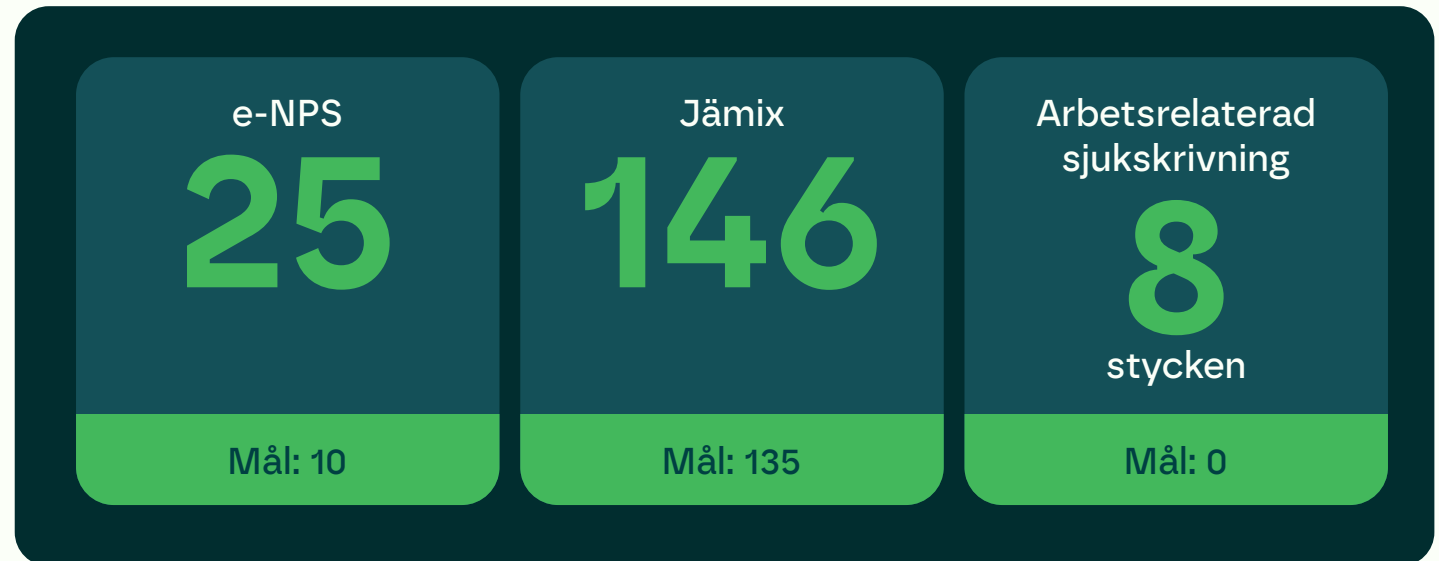 e-NPS
25
Mål: 10
Jämix
146
Mål: 135
Arbetsrelaterad
sjukskrivning
8
stycken
Mål: 0